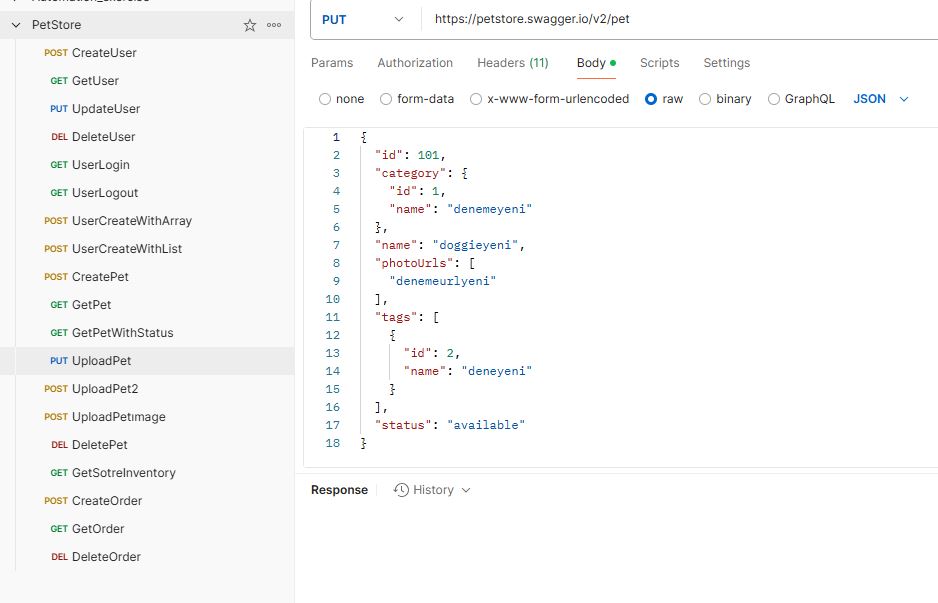 PetStore
POST CreateUser
GET GetUser
PUT UpdateUser
DEL DeleteUser
GET UserLogin
GET UserLogout
POST UserCreateWithArray
POST UserCreateWithList
POST CreatePet
GET GetPet
GET GetPetWithStatus
PUT UploadPet
POST UploadPet2
POST UploadPetımage
DEL DeletePet
GET GetSotreInventory
POST CreateOrder
GET GetOrder
DEL DeleteOrder
PUT https://petstore.swagger.io/v2/pet
Params Authorization Headers (11) Body Scripts Settings
none form-data x-www-form-urlencoded raw binary GraphQL JSON
1 {
2 "id": 101,
3 "category": {
4 "id": 1,
5 "name": "denemeyeni"
6 },
7 "name": "doggieyeni",
8 "photoUrls": [
9 "denemeurlyeni"
10 ],
11 "tags": [
12 {
13 "id": 2,
14 "name": "deneyeni"
15 }
16 ],
17 "status": "available"
18 }
Response History